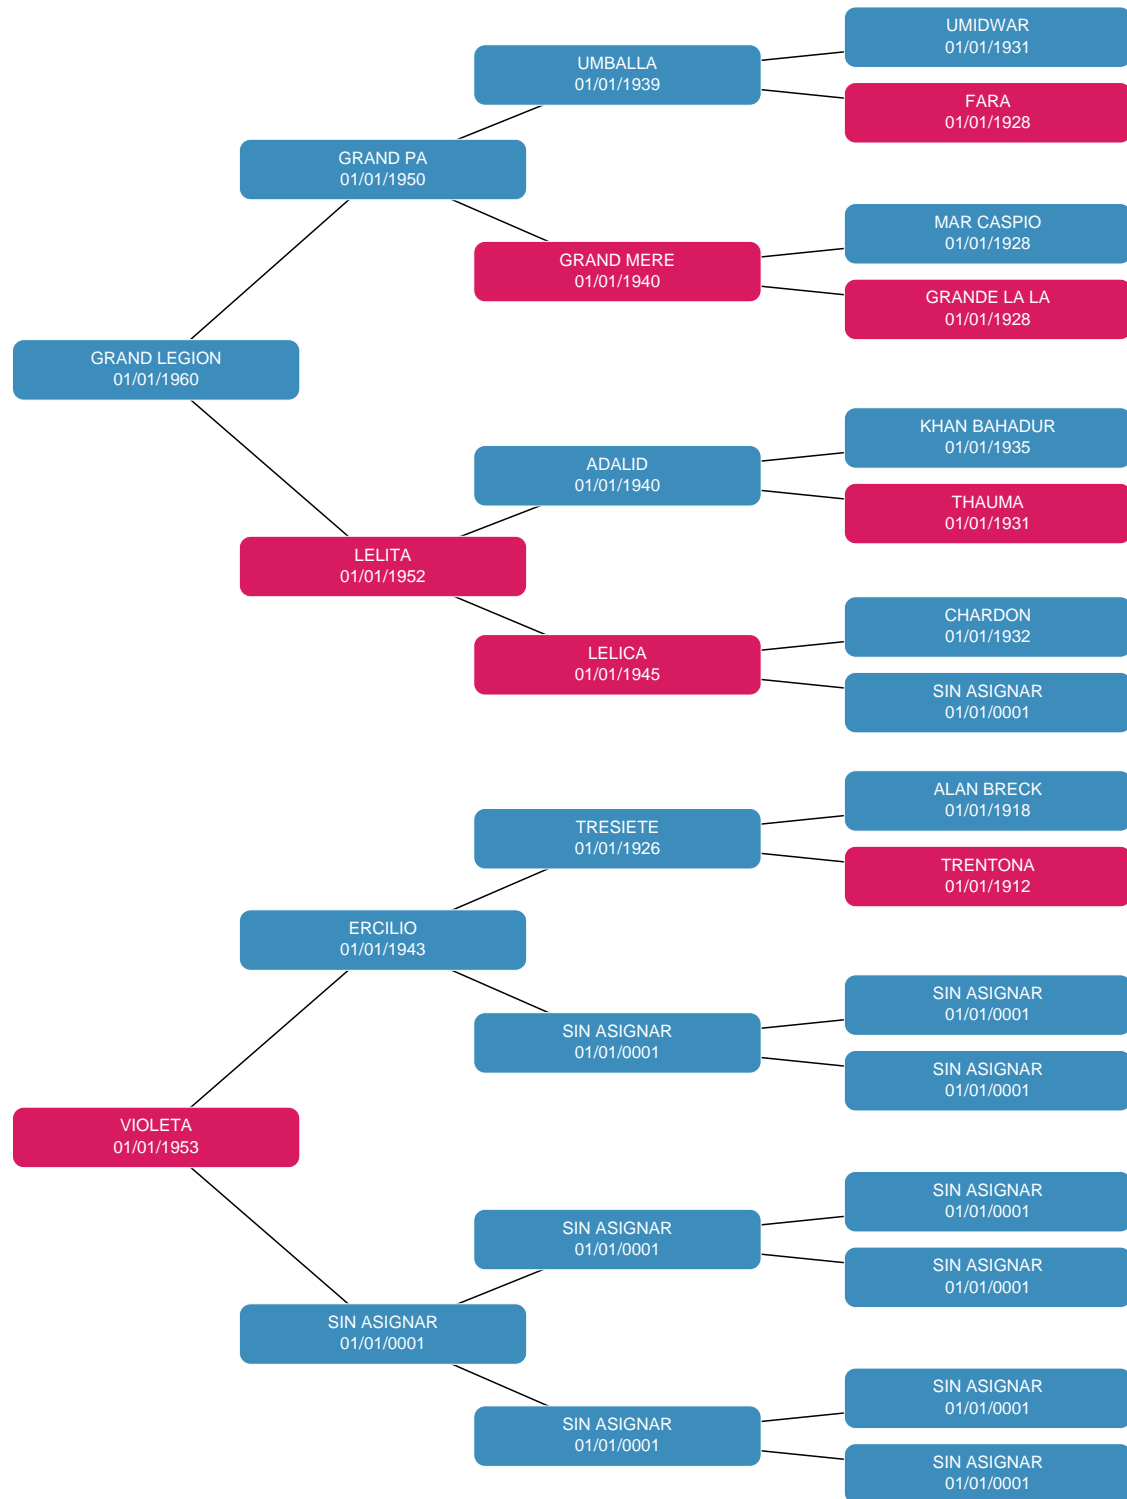 UMIDWAR
01/01/1931
UMBALLA
01/01/1939
FARA
01/01/1928
GRAND PA
01/01/1950
MAR CASPIO
01/01/1928
GRAND MERE
01/01/1940
GRANDE LA LA
01/01/1928
GRAND LEGION
01/01/1960
KHAN BAHADUR
01/01/1935
ADALID
01/01/1940
THAUMA
01/01/1931
LELITA
01/01/1952
CHARDON
01/01/1932
LELICA
01/01/1945
SIN ASIGNAR
01/01/0001
ALAN BRECK
01/01/1918
TRESIETE
01/01/1926
TRENTONA
01/01/1912
ERCILIO
01/01/1943
SIN ASIGNAR
01/01/0001
SIN ASIGNAR
01/01/0001
SIN ASIGNAR
01/01/0001
VIOLETA
01/01/1953
SIN ASIGNAR
01/01/0001
SIN ASIGNAR
01/01/0001
SIN ASIGNAR
01/01/0001
SIN ASIGNAR
01/01/0001
SIN ASIGNAR
01/01/0001
SIN ASIGNAR
01/01/0001
SIN ASIGNAR
01/01/0001